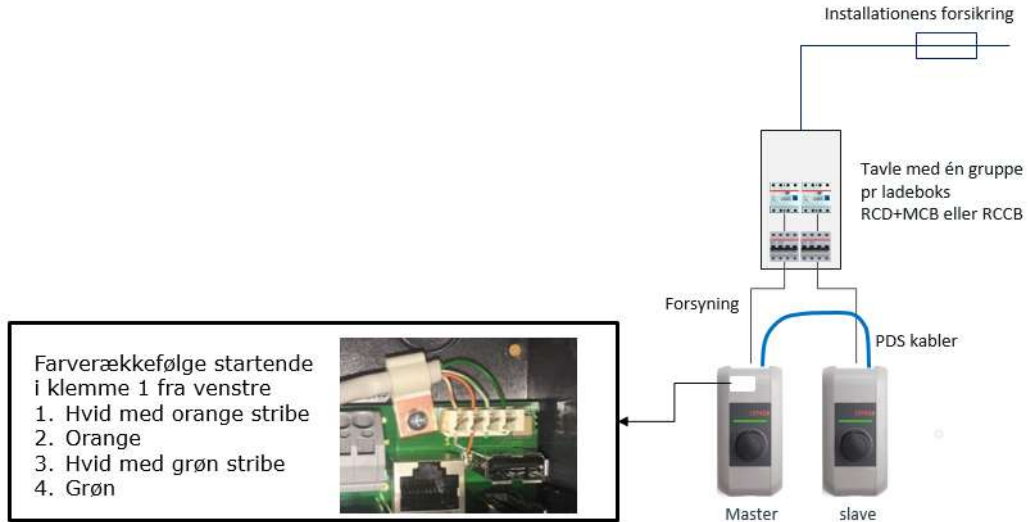 Installationens forsikring
Tavle med én gruppe
pr ladeboks
RCD+MCB eller RCCB
Forsyning
PDS kabler
Farverækkefølge startende
i klemme 1 fra venstre
1. Hvid med orange stribe
2. Orange
3. Hvid med grøn stribe
4. Grøn
Master
slave